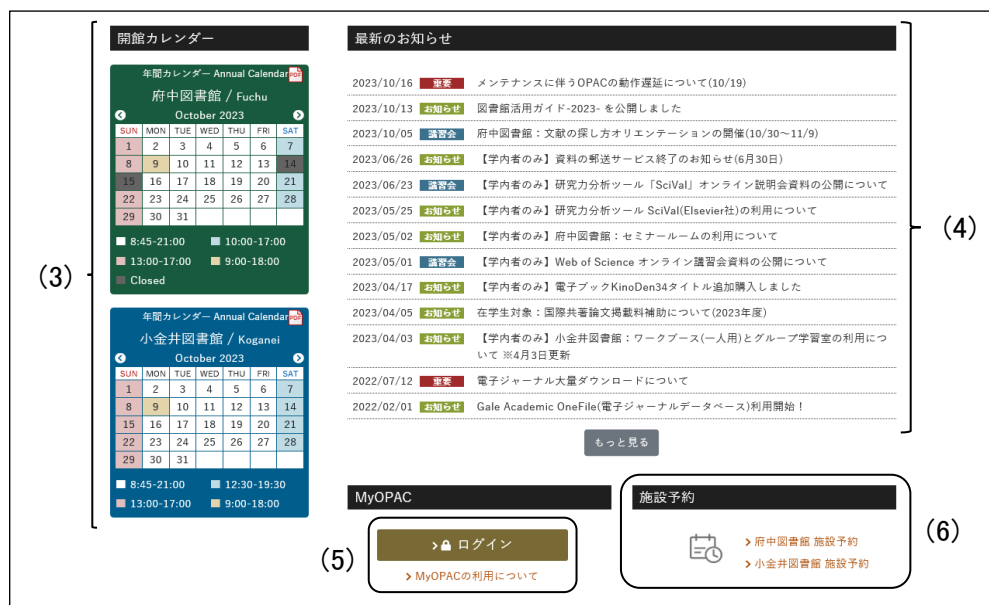 開館カレンダー
年間カレンダー Annual Calendar PDF
府中図書館 / Fuchu
October 2023
SUN MON TUE WED THU FRI SAT
1 2 3 4 5 6 7
8 9 10 11 12 13 14
15 16 17 18 19 20 21
22 23 24 25 26 27 28
29 30 31
8:45-21:00 10:00-17:00
13:00-17:00 9:00-18:00
Closed
(3)
年間カレンダー Annual Calendar PDF
小金井図書館 / Koganei
October 2023
SUN MON TUE WED THU FRI SAT
1 2 3 4 5 6 7
8 9 10 11 12 13 14
15 16 17 18 19 20 21
22 23 24 25 26 27 28
29 30 31
8:45-21:00 12:30-19:30
13:00-17:00 9:00-18:00
最新のお知らせ
2023/10/16 重要 メンテナンスに伴うOPACの動作遅延について(10/19)
2023/10/13 お知らせ 図書館活用ガイド-2023- を公開しました
2023/10/05 講習会 府中図書館：文献の探し方オリエンテーションの開催(10/30～11/9)
2023/06/26 お知らせ 【学内者のみ】資料の郵送サービス終了のお知らせ(6月30日)
2023/06/23 講習会 【学内者のみ】研究力分析ツール「SciVal」オンライン説明会資料の公開について
2023/05/25 お知らせ 【学内者のみ】研究力分析ツール SciVal(Elsevier社)の利用について
2023/05/02 お知らせ 【学内者のみ】府中図書館：セミナールームの利用について
2023/05/01 講習会 【学内者のみ】Web of Science オンライン講習会資料の公開について
2023/04/17 お知らせ 【学内者のみ】電子ブックKinoDen34タイトル追加購入しました
2023/04/05 お知らせ 在学生対象：国際共著論文掲載料補助について(2023年度)
2023/04/03 お知らせ 【学内者のみ】小金井図書館：ワークブース(一人用)とグループ学習室の利用につ
いて ※4月3日更新
2022/07/12 重要 電子ジャーナル大量ダウンロードについて
2022/02/01 お知らせ Gale Academic OneFile(電子ジャーナルデータベース)利用開始！
もっと見る
(4)
MyOPAC
(5)
ログイン
MyOPACの利用について
施設予約
府中図書館 施設予約
小金井図書館 施設予約
(6)